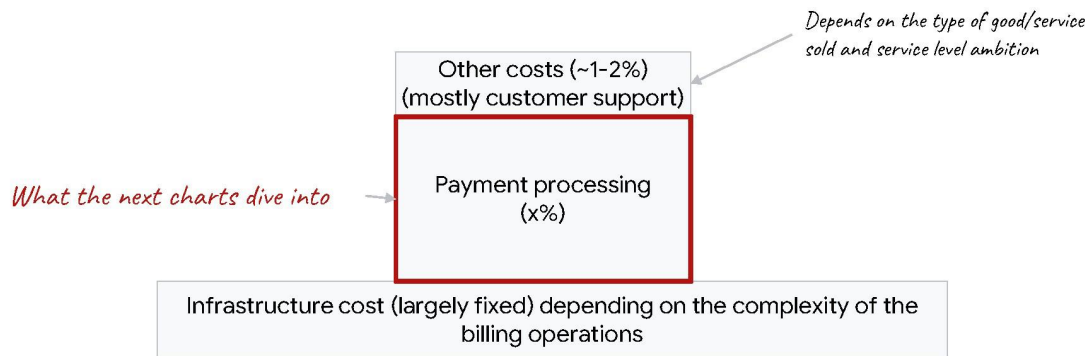 Depends on the type of good/service
sold and service level ambition
Other costs (~1-2%)
(mostly customer support)
What the next charts dive into
Payment processing
(x%)
Infrastructure cost (largely fixed) depending on the complexity of the
billing operations